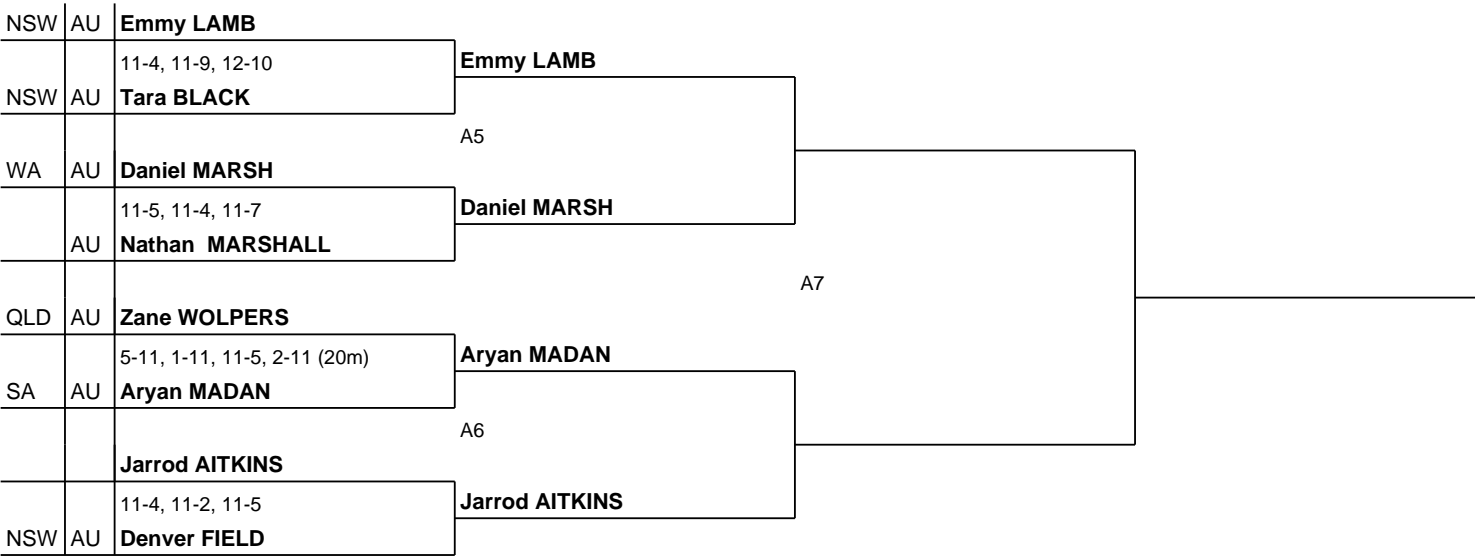 NSW AU Emmy LAMB
11-4, 11-9, 12-10 Emmy LAMB
NSW AU Tara BLACK
A5
WA AU Daniel MARSH
11-5, 11-4, 11-7 Daniel MARSH
AU Nathan MARSHALL
A7
QLD AU Zane WOLPERS
5-11, 1-11, 11-5, 2-11 (20m) Aryan MADAN
SA AU Aryan MADAN
A6
Jarrod AITKINS
11-4, 11-2, 11-5 Jarrod AITKINS
NSW AU Denver FIELD